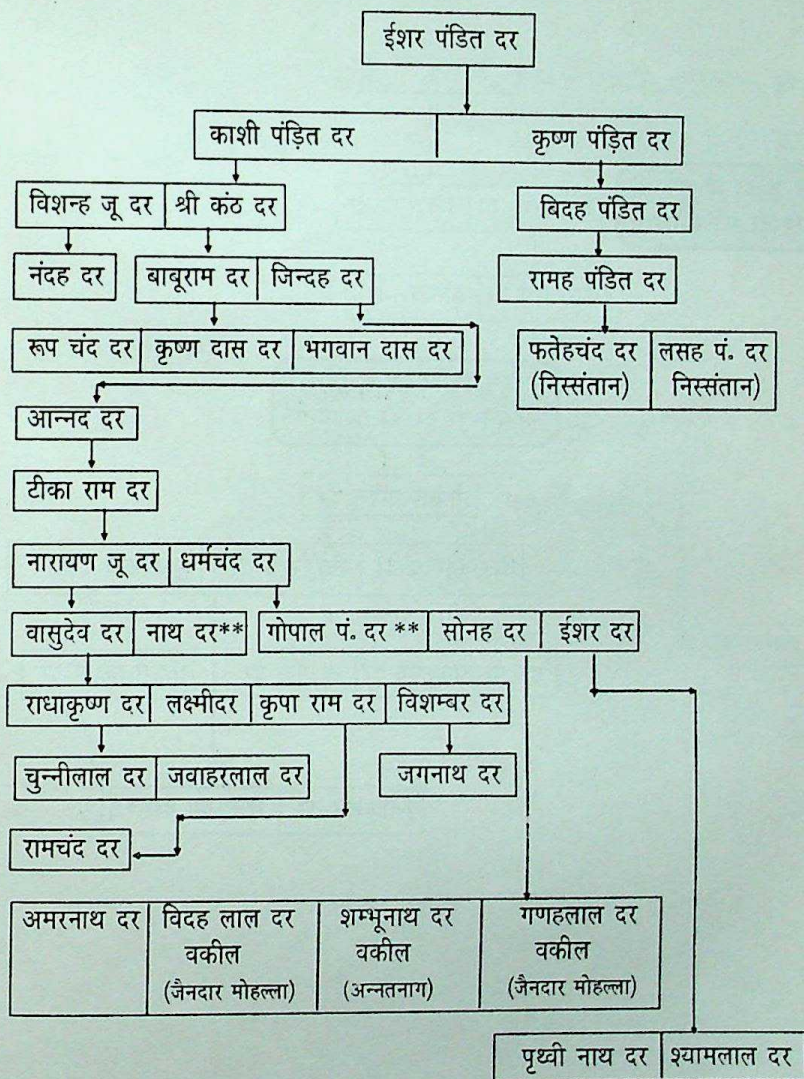 ईशर पंडित दर
काशी पंड़ित दर कृष्ण पंड़ित दर
विशन्ह जू दर श्री कंठ दर बिदह पंडित दर
नंदह दर बाबूराम दर जिन्दह दर रामह पंडित दर
रूप चंद दर कृष्ण दास दर भगवान दास दर फतेहचंद दर लसह पं. दर
(निस्संतान) निस्संतान)
आन्नद दर
टीका राम दर
नारायण जू दर धर्मचंद दर
वासुदेव दर नाथ दर** गोपाल पं. दर ** सोनह दर ईशर दर
राधाकृष्ण दर लक्ष्मीदर कृपा राम दर विशम्वर दर
चुन्नीलाल दर जवाहरलाल दर जगनाथ दर
रामचंद दर
अमरनाथ दर विदह लाल दर शम्भूनाथ दर गणहलाल दर
वकील वकील वकील
(जैनदार मोहल्ला) (अन्नतनाग) (जैनदार मोहल्ला)
पृथ्वी नाथ दर श्यामलाल दर